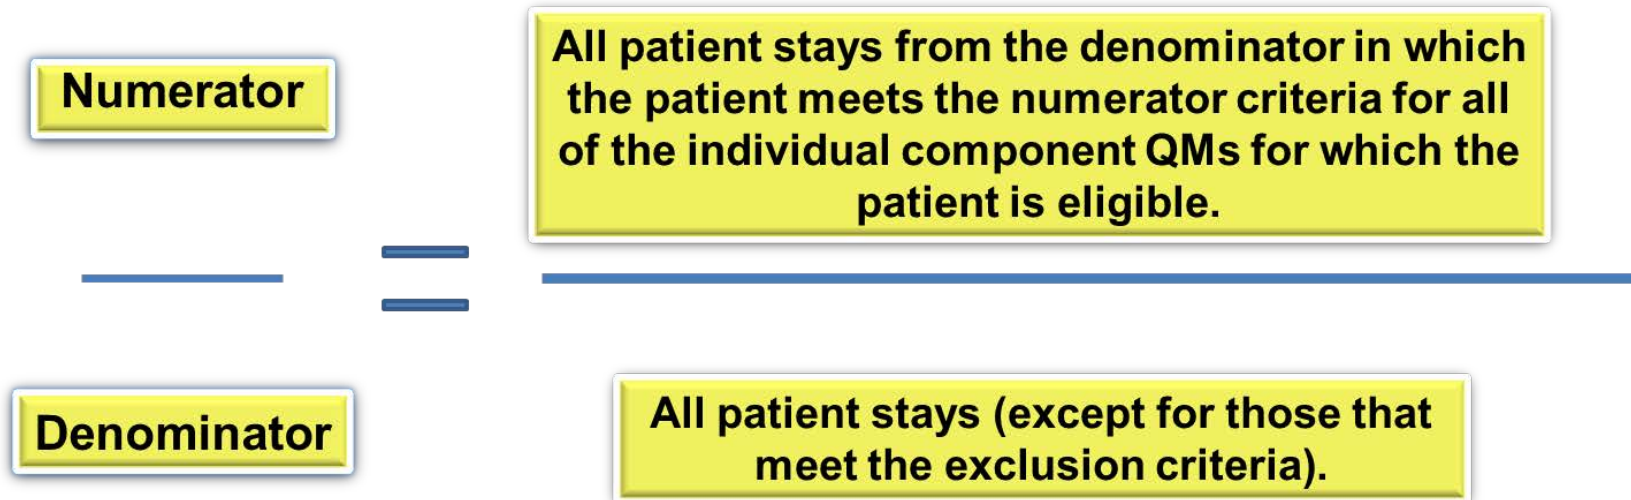 Numerator
All patient stays from the denominator in which
the patient meets the numerator criteria for all
of the individual component QMs for which the
patient is eligible.
Denominator
All patient stays (except for those that
meet the exclusion criteria).